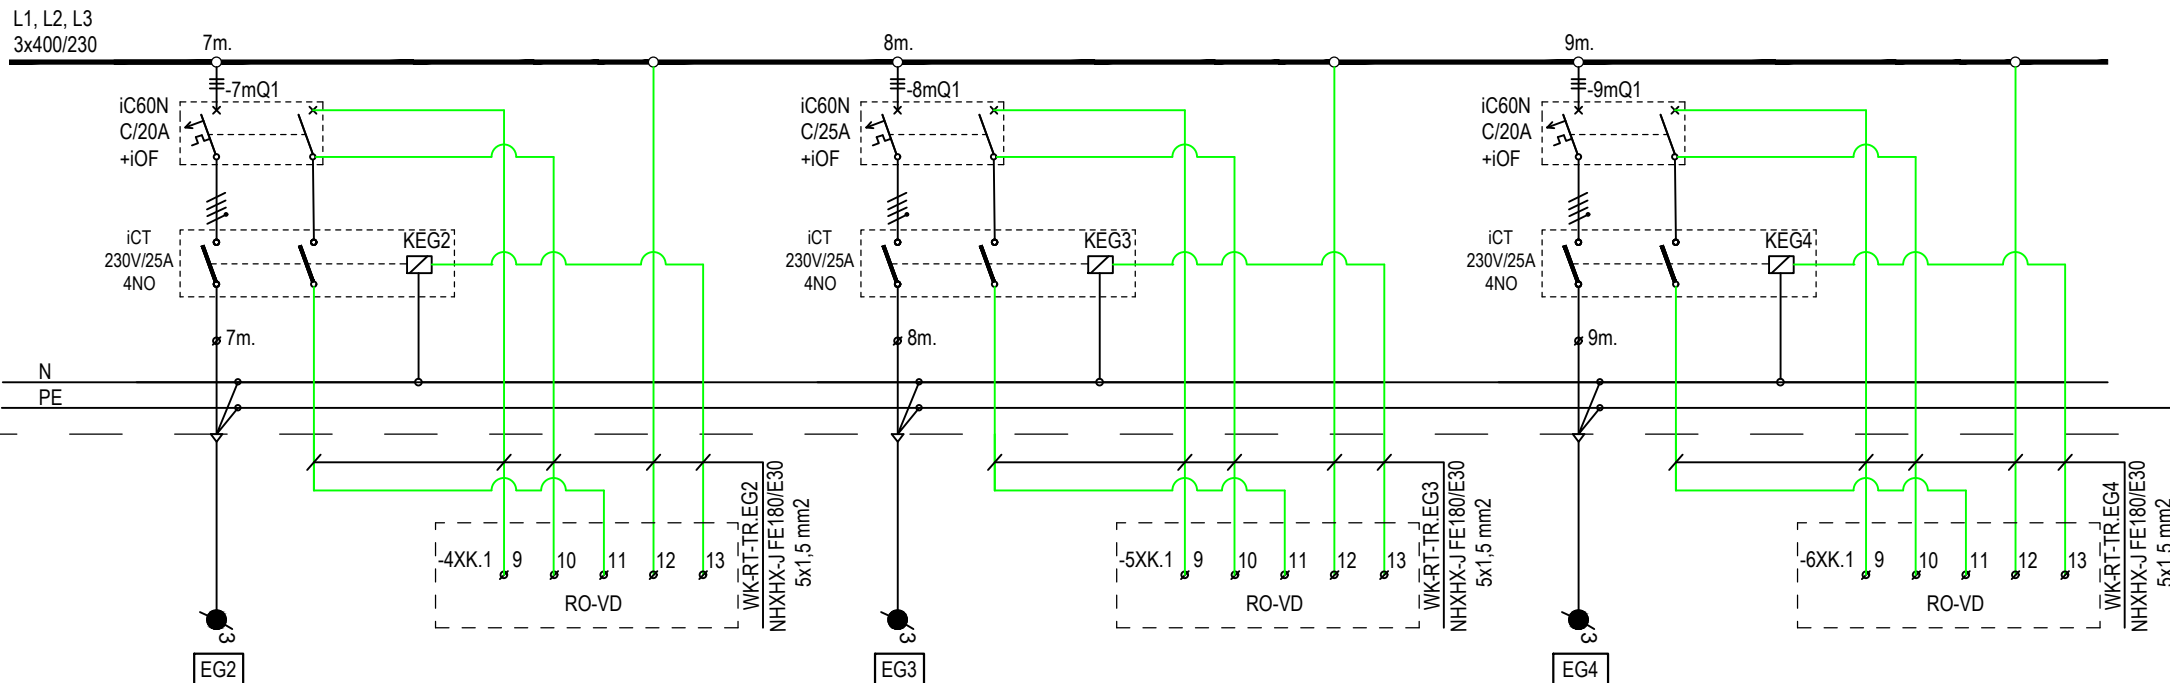 L1, L2, L3
3x400/230
7m.
-7mQ1
iC60N
C/20A
+iOF
iCT
230V/25A
4NO
KEG2
7m.
8m.
-8mQ1
iC60N
C/25A
+iOF
iCT
230V/25A
4NO
KEG3
8m.
9m.
-9mQ1
iC60N
C/20A
+iOF
iCT
230V/25A
4NO
KEG4
9m.
N
PE
-4XK.1 9 10 11 12 13
RO-VD
WK-RT-TR.EG2
NHXHX-J FE180/E30
5x1,5 mm2
3
EG2
-5XK.1 9 10 11 12 13
RO-VD
WK-RT-TR.EG3
NHXHX-J FE180/E30
5x1,5 mm2
3
EG3
-6XK.1 9 10 11 12 13
RO-VD
WK-RT-TR.EG4
NHXHX-J FE180/E30
5x1,5 mm2
3
EG4